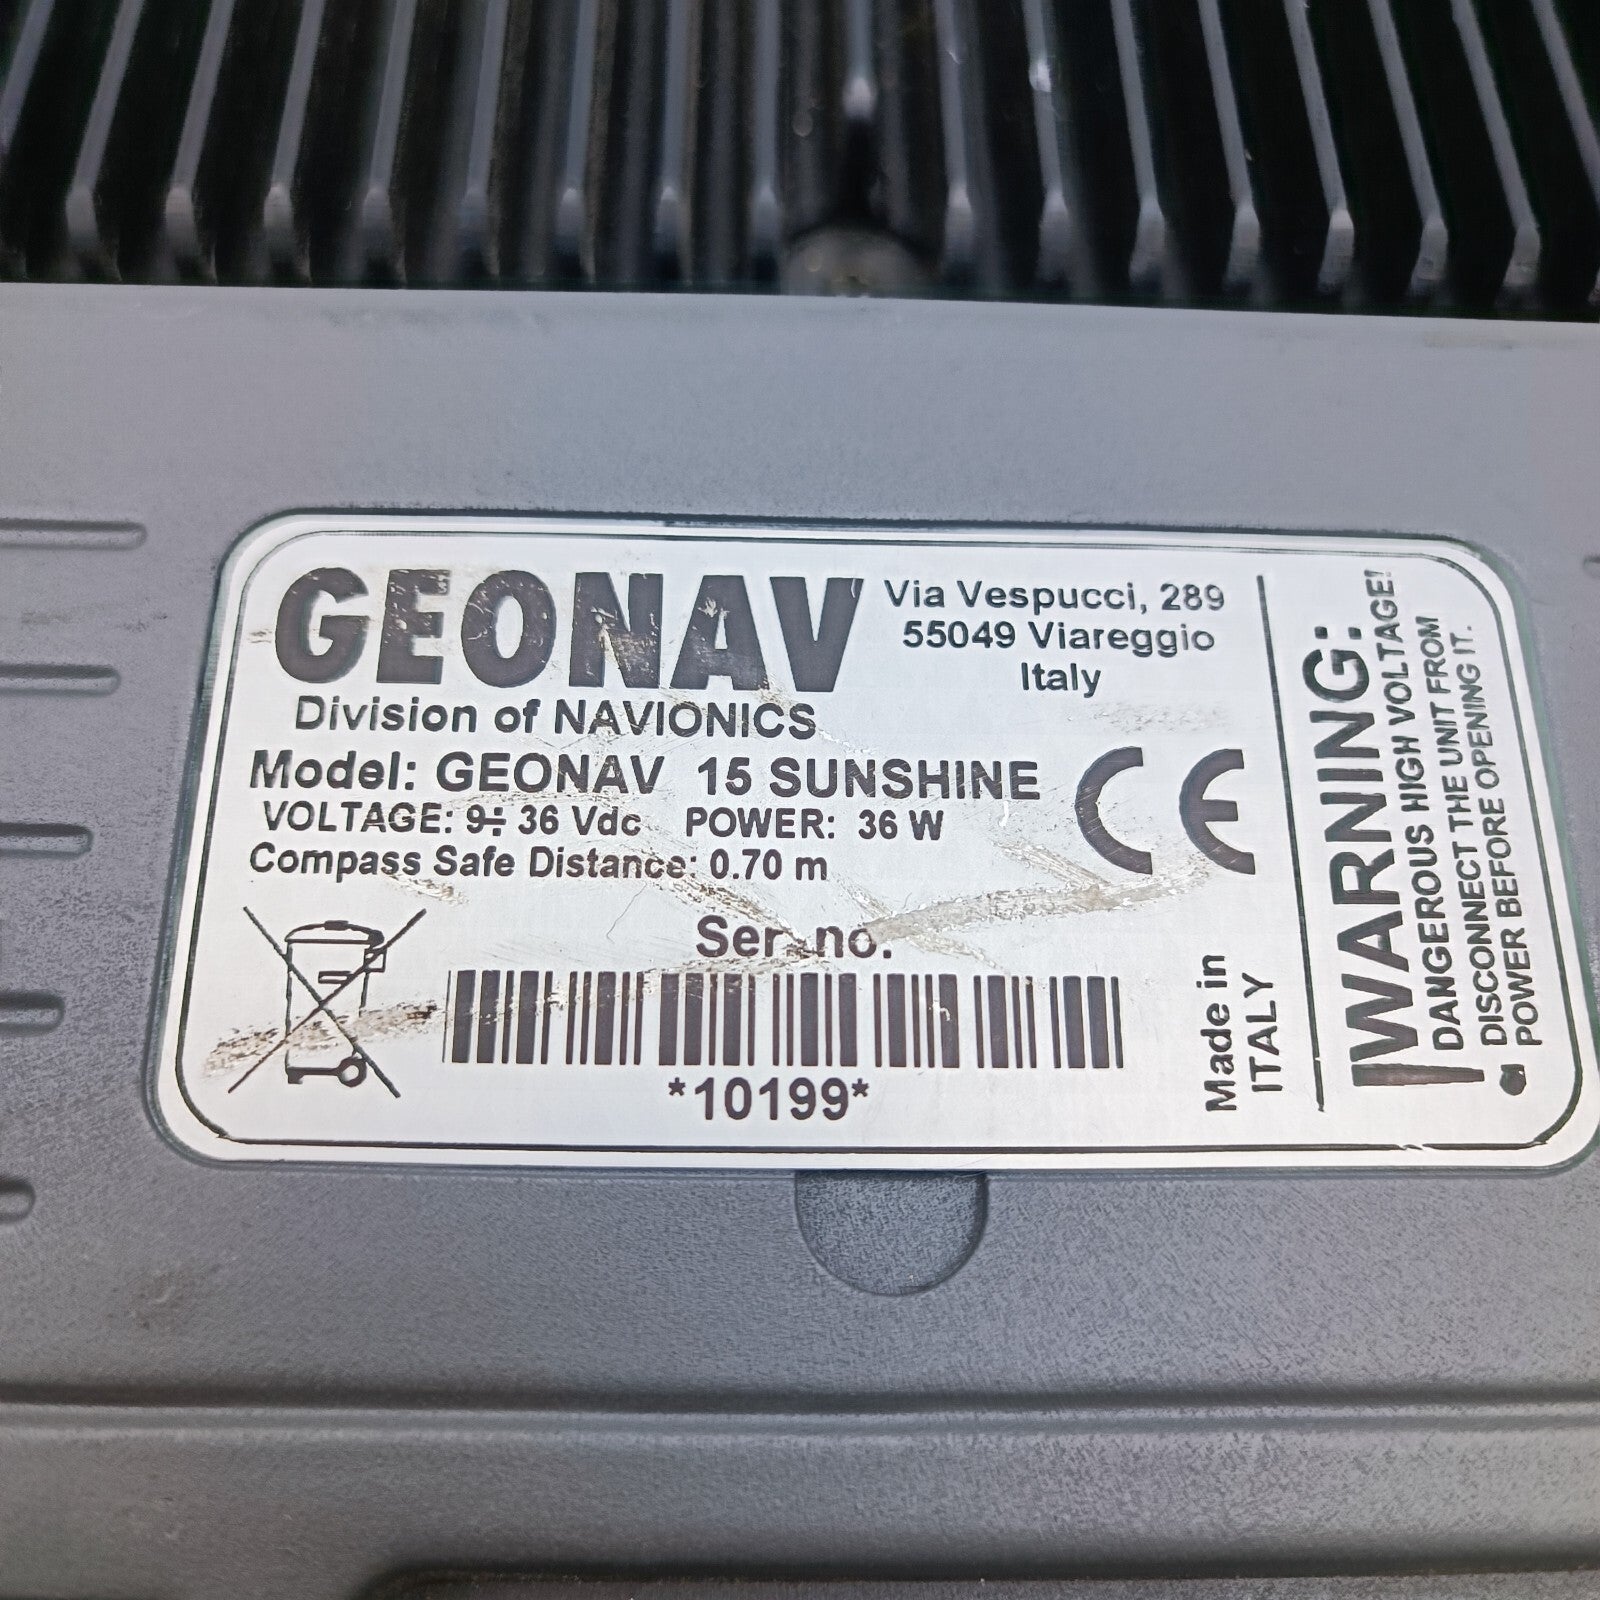 GEONAV
Via Vespucci, 289
55049 Viareggio
Italy
Division of NAVIONICS
Model: GEONAV 15 SUNSHINE
VOLTAGE: 9÷ 36 Vdc POWER: 36 W
Compass Safe Distance: 0.70 m
CE
Ser. no.
*10199*
Made in
ITALY
WARNING:
DANGEROUS HIGH VOLTAGE!
DISCONNECT THE UNIT FROM
POWER BEFORE OPENING IT.